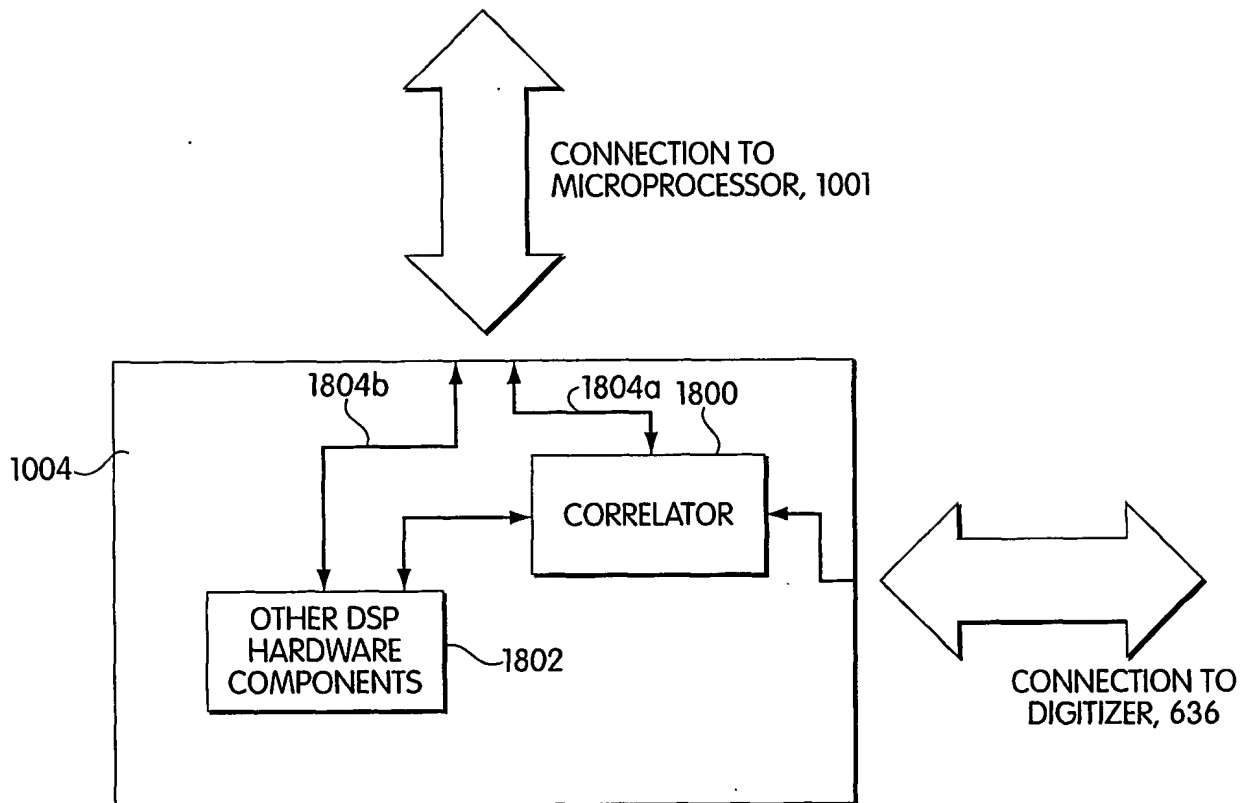 CONNECTION TO
MICROPROCESSOR, 1001
1804b
1804a
1800
1004
CORRELATOR
OTHER DSP
HARDWARE
COMPONENTS
1802
CONNECTION TO
DIGITIZER, 636